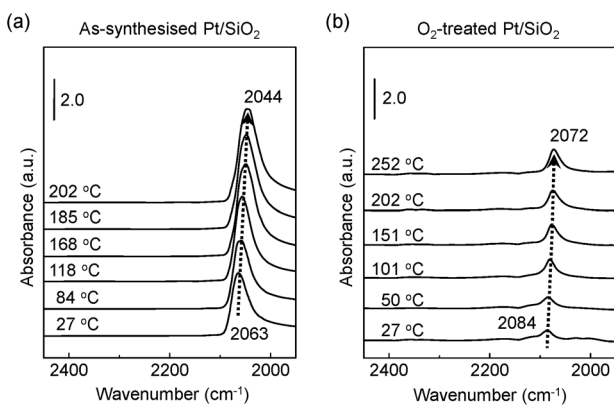 (a) As-synthesised Pt/SiO₂
2.0
2044
202 °C
185 °C
168 °C
118 °C
84 °C
27 °C
2063
Absorbance (a.u.)
2400 2200 2000
Wavenumber (cm⁻¹)
(b) O₂-treated Pt/SiO₂
2.0
2072
252 °C
202 °C
151 °C
101 °C
50 °C
2084
27 °C
Absorbance (a.u.)
2400 2200 2000
Wavenumber (cm⁻¹)